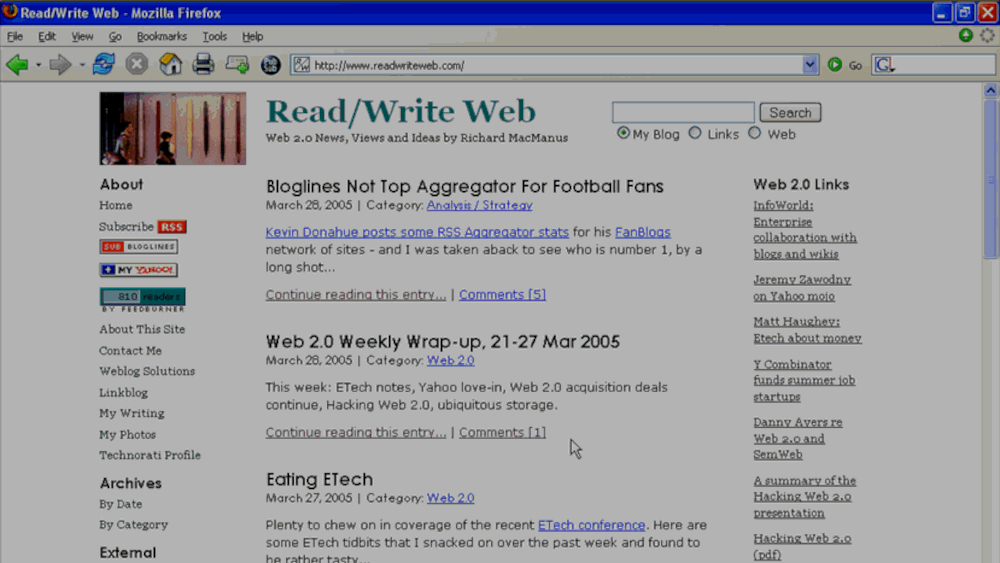 Read/Write Web - Mozilla Firefox
File Edit View Go Bookmarks Tools Help
http://www.readwriteweb.com/ Go G
Read/Write Web
Web 2.0 News, Views and Ideas by Richard MacManus
Search
My Blog Links Web
About
Home
Subscribe RSS
SUB BLOGLINES
MY YAHOO!
810 readers
BY FEEDBURNER
About This Site
Contact Me
Weblog Solutions
Linkblog
My Writing
My Photos
Technorati Profile
Archives
By Date
By Category
External
Bloglines Not Top Aggregator For Football Fans
March 28, 2005 | Category: Analysis / Strategy
Kevin Donahue posts some RSS Aggregator stats for his FanBlogs
network of sites - and I was taken aback to see who is number 1, by a
long shot...
Continue reading this entry... | Comments [5]
Web 2.0 Weekly Wrap-up, 21-27 Mar 2005
March 28, 2005 | Category: Web 2.0
This week: ETech notes, Yahoo love-in, Web 2.0 acquisition deals
continue, Hacking Web 2.0, ubiquitous storage.
Continue reading this entry... | Comments [1]
Eating ETech
March 27, 2005 | Category: Web 2.0
Plenty to chew on in coverage of the recent ETech conference. Here are
some ETech tidbits that I snacked on over the past week and found to
be rather tasty...
Web 2.0 Links
InfoWorld:
Enterprise
collaboration with
blogs and wikis
Jeremy Zawodny
on Yahoo mojo
Matt Haughey:
Etech about money
Y Combinator
funds summer job
startups
Danny Ayers re
Web 2.0 and
SemWeb
A summary of the
Hacking Web 2.0
presentation
Hacking Web 2.0
(pdf)